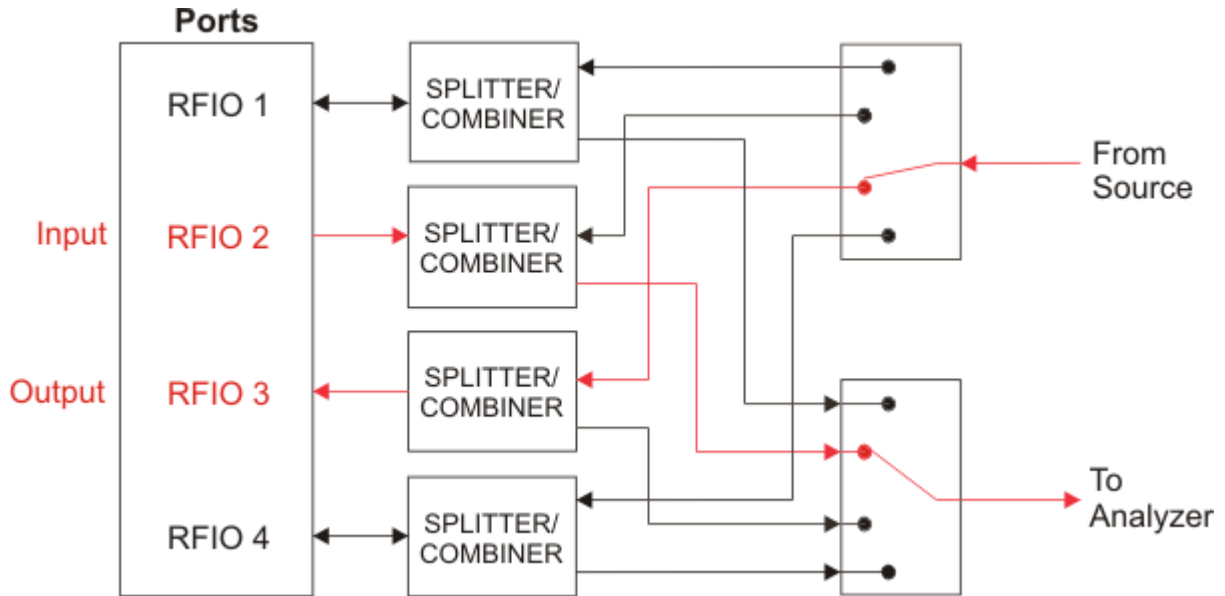 Ports
RFIO 1
SPLITTER/
COMBINER
From
Source
Input
RFIO 2
SPLITTER/
COMBINER
Output
RFIO 3
SPLITTER/
COMBINER
To
Analyzer
RFIO 4
SPLITTER/
COMBINER